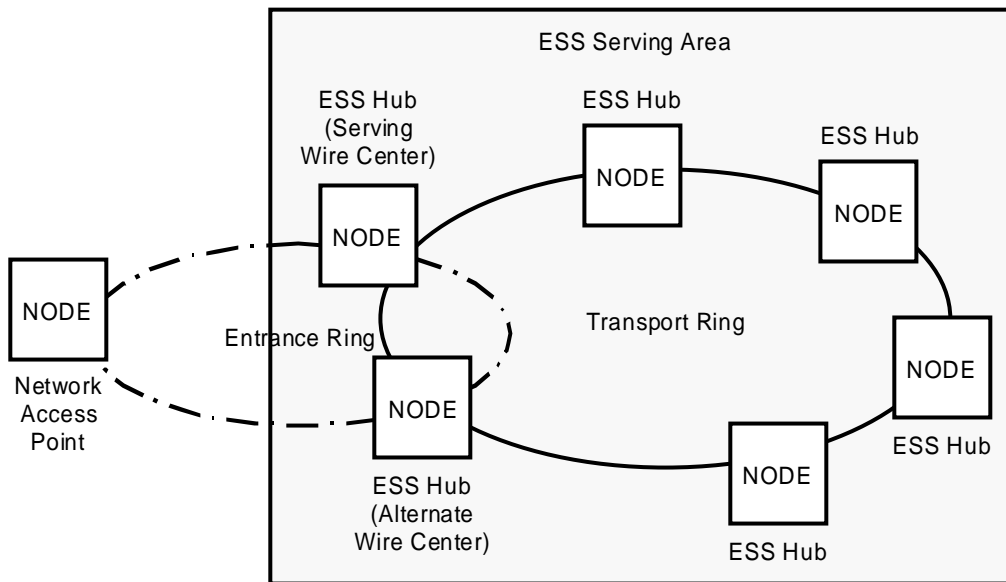 ESS Serving Area
ESS Hub
(Serving
Wire Center)
NODE
ESS Hub
NODE
ESS Hub
NODE
NODE
Network
Access
Point
Entrance Ring
Transport Ring
NODE
ESS Hub
NODE
ESS Hub
(Alternate
Wire Center)
NODE
ESS Hub